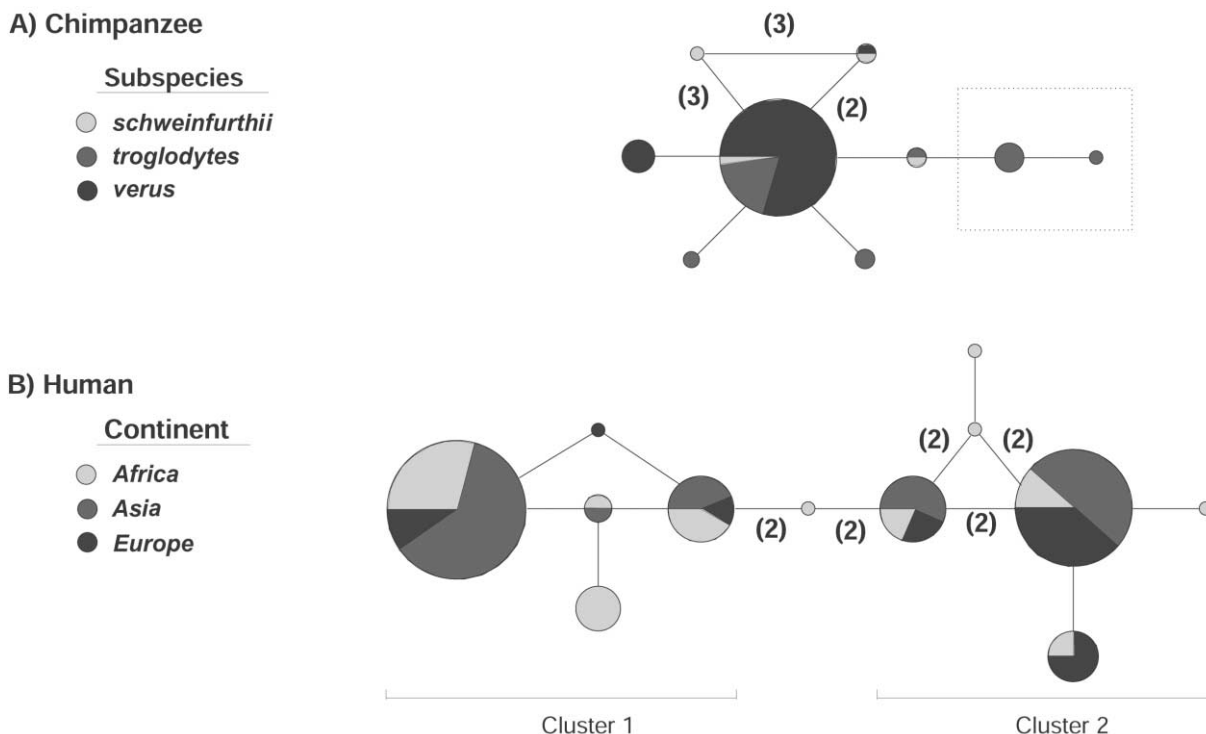 A) Chimpanzee
Subspecies
schweinfurthii
troglodytes
verus
(3)
(3)
(2)
B) Human
Continent
Africa
Asia
Europe
(2)
(2)
(2)
(2)
(2)
Cluster 1
Cluster 2